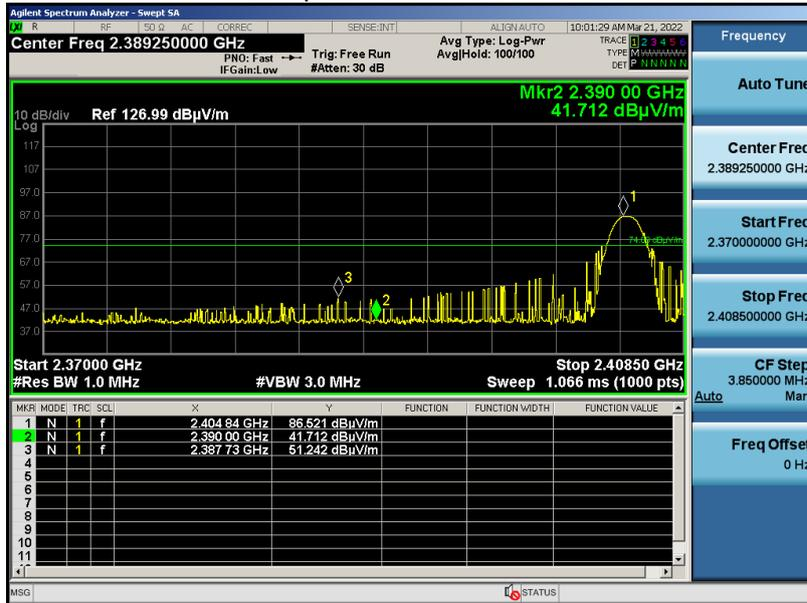 Agilent Spectrum Analyzer - Swept SA
R RF 50 Ω AC CORREC SENSE:INT ALIGN AUTO 10:01:29 AM Mar 21, 2022
Center Freq 2.389250000 GHz
PNO: Fast
IFGain:Low
Trig: Free Run
#Atten: 30 dB
Avg Type: Log-Pwr
Avg|Hold: 100/100
TRACE 1 2 3 4 5 6
TYPE M
DET P N N N N N
Mkr2 2.390 00 GHz
41.712 dBµV/m
10 dB/div Ref 126.99 dBµV/m
Log
117
107
97.0
87.0
77.0
67.0
57.0
47.0
37.0
1
2
3
Start 2.37000 GHz Stop 2.40850 GHz
#Res BW 1.0 MHz #VBW 3.0 MHz Sweep 1.066 ms (1000 pts)
MKR MODE TRC SCL X Y FUNCTION FUNCTION WIDTH FUNCTION VALUE
1 N 1 f 2.404 84 GHz 86.521 dBµV/m
2 N 1 f 2.390 00 GHz 41.712 dBµV/m
3 N 1 f 2.387 73 GHz 51.242 dBµV/m
4
5
6
7
8
9
10
11
MSG STATUS
Frequency
Auto Tune
Center Freq
2.389250000 GHz
Start Freq
2.370000000 GHz
Stop Freq
2.408500000 GHz
CF Step
3.850000 MHz
Auto Man
Freq Offset
0 Hz